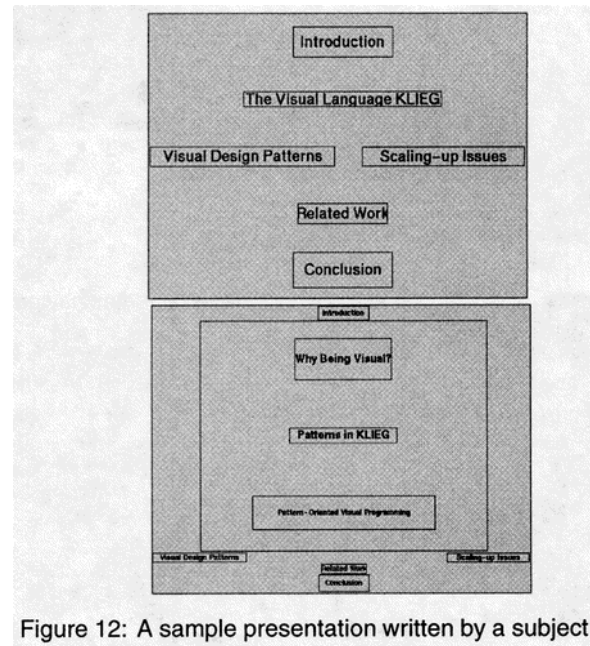 Introduction
The Visual Language KLIEG
Visual Design Patterns Scaling-up Issues
Related Work
Conclusion
Introduction
Why Being Visual?
Patterns in KLIEG
Pattern-Oriented Visual Programming
Visual Design Patterns Scaling-up Issues
Related Work
Conclusion
Figure 12: A sample presentation written by a subject